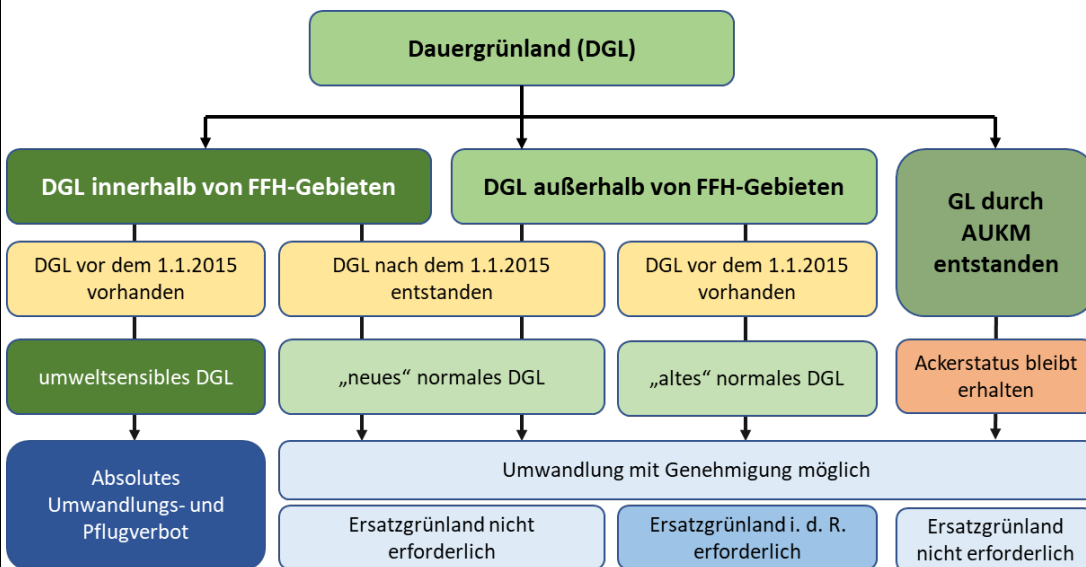 Dauergrünland (DGL)
DGL innerhalb von FFH-Gebieten
DGL außerhalb von FFH-Gebieten
GL durch
AUKM
entstanden
DGL vor dem 1.1.2015
vorhanden
DGL nach dem 1.1.2015
entstanden
DGL vor dem 1.1.2015
vorhanden
umweltsensibles DGL
„neues“ normales DGL
„altes“ normales DGL
Ackerstatus bleibt
erhalten
Absolutes
Umwandlungs- und
Pflugverbot
Umwandlung mit Genehmigung möglich
Ersatzgrünland nicht
erforderlich
Ersatzgrünland i. d. R.
erforderlich
Ersatzgrünland
nicht erforderlich